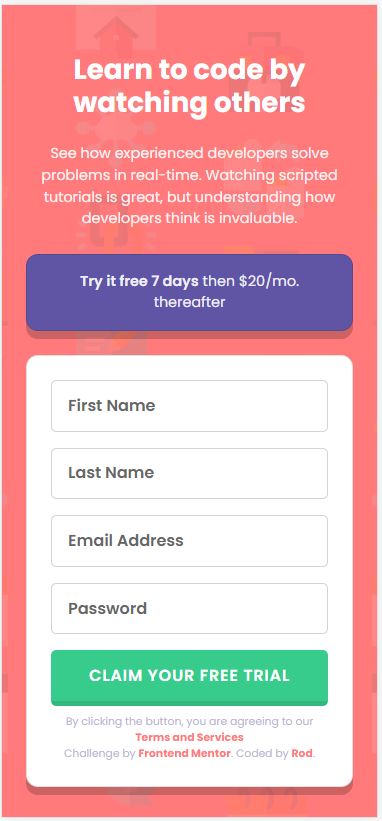 Learn to code by
watching others
See how experienced developers solve
problems in real-time. Watching scripted
tutorials is great, but understanding how
developers think is invaluable.
Try it free 7 days then $20/mo.
thereafter
First Name
Last Name
Email Address
Password
CLAIM YOUR FREE TRIAL
By clicking the button, you are agreeing to our
Terms and Services
Challenge by Frontend Mentor. Coded by Rod.